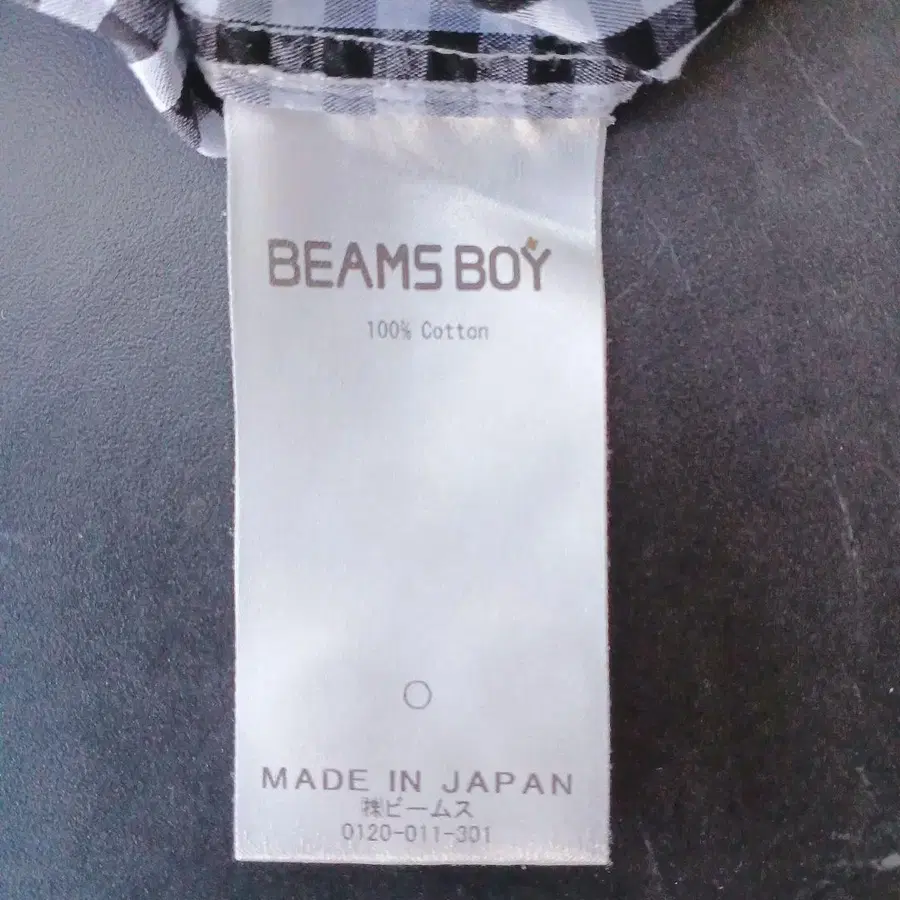 BEAMS BOY
100% Cotton
MADE IN JAPAN
㈱ビームス
0120-011-301